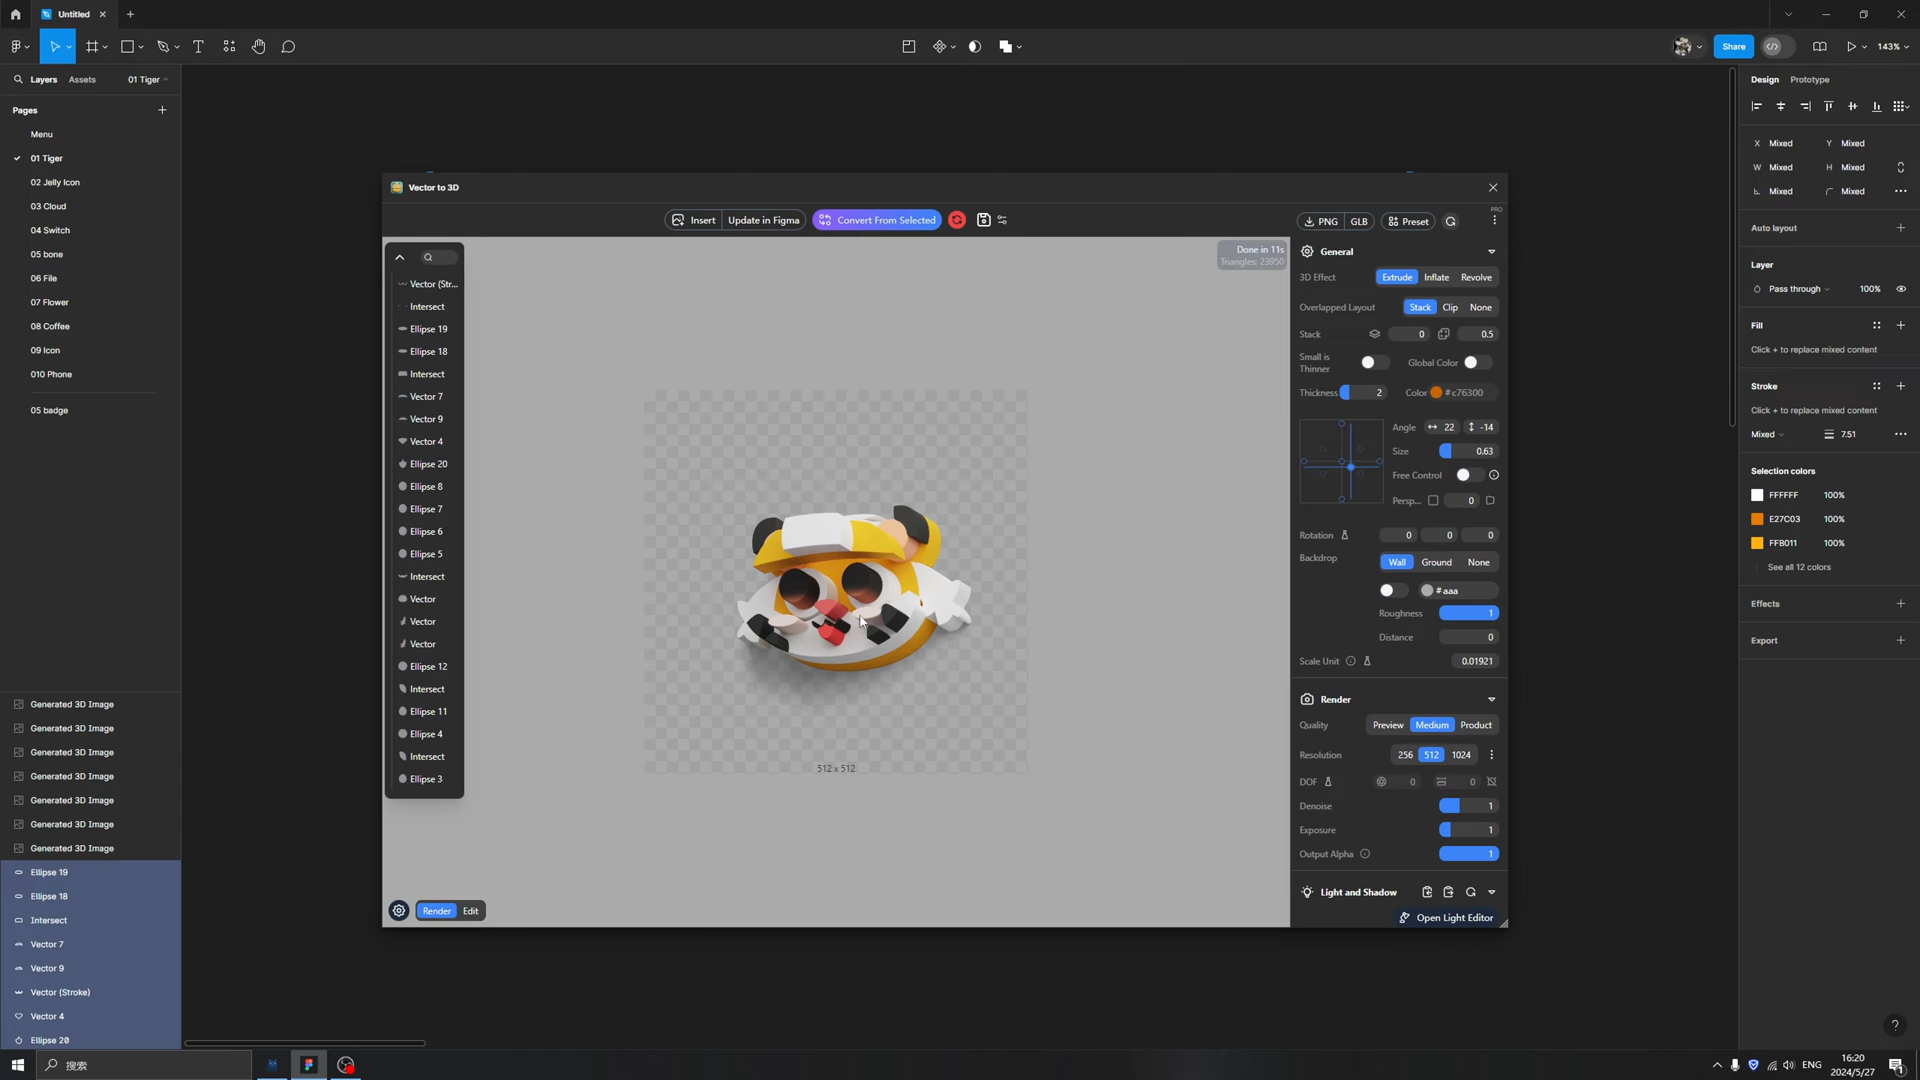 Untitled
Share
143%
Layers
Assets
01 Tiger
Pages
Menu
01 Tiger
02 Jelly Icon
03 Cloud
04 Switch
05 bone
06 File
07 Flower
08 Coffee
09 Icon
010 Phone
05 badge
Generated 3D Image
Generated 3D Image
Generated 3D Image
Generated 3D Image
Generated 3D Image
Generated 3D Image
Generated 3D Image
Ellipse 19
Ellipse 18
Intersect
Vector 7
Vector 9
Vector (Stroke)
Vector 4
Ellipse 20
Vector to 3D
Insert
Update in Figma
Convert From Selected
PNG
GLB
Preset
PRO
Vector (Str...
Intersect
Ellipse 19
Ellipse 18
Intersect
Vector 7
Vector 9
Vector 4
Ellipse 20
Ellipse 8
Ellipse 7
Ellipse 6
Ellipse 5
Intersect
Vector
Vector
Vector
Ellipse 12
Intersect
Ellipse 11
Ellipse 4
Intersect
Ellipse 3
Done in 11s
Triangles: 23950
512 x 512
Render
Edit
General
3D Effect Extrude Inflate Revolve
Overlapped Layout Stack Clip None
Stack 0 0.5
Small is Thinner Global Color
Thickness 2 Color #c76300
Angle 22 -14
Size 0.63
Free Control
Persp... 0
Rotation 0 0 0
Backdrop Wall Ground None
#aaa
Roughness 1
Distance 0
Scale Unit 0.01921
Render
Quality Preview Medium Product
Resolution 256 512 1024
DOF 0 0
Denoise 1
Exposure 1
Output Alpha 1
Light and Shadow
Open Light Editor
Design
Prototype
X Mixed Y Mixed
W Mixed H Mixed
Mixed Mixed
Auto layout
Layer
Pass through 100%
Fill
Click + to replace mixed content
Stroke
Click + to replace mixed content
Mixed 7.51
Selection colors
FFFFFF 100%
E27C03 100%
FFB011 100%
See all 12 colors
Effects
Export
?
搜索
ENG
16:20
2024/5/27
1